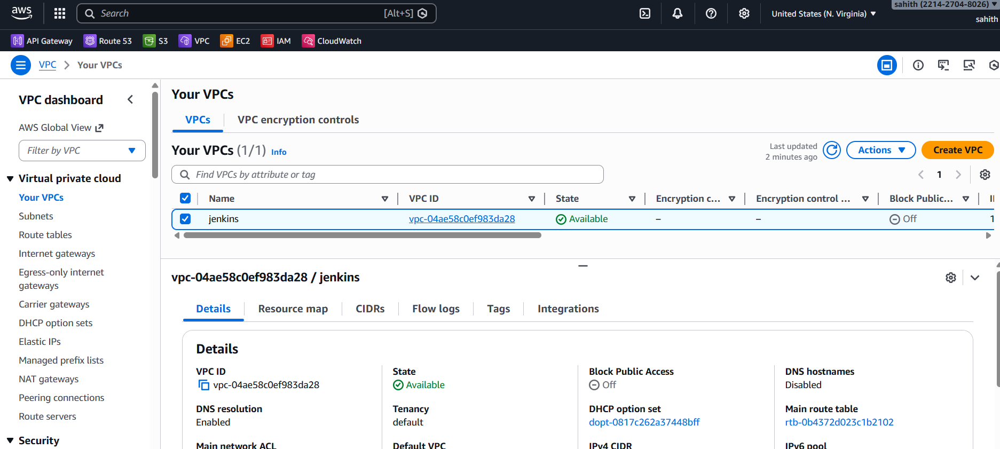 aws
Search
[Alt+S]
United States (N. Virginia)
sahith (2214-2704-8026)
sahith
API Gateway
Route 53
S3
VPC
EC2
IAM
CloudWatch
VPC
Your VPCs
VPC dashboard
AWS Global View
Filter by VPC
Virtual private cloud
Your VPCs
Subnets
Route tables
Internet gateways
Egress-only internet
gateways
Carrier gateways
DHCP option sets
Elastic IPs
Managed prefix lists
NAT gateways
Peering connections
Route servers
Security
Your VPCs
VPCs
VPC encryption controls
Your VPCs (1/1)
Info
Last updated
2 minutes ago
Actions
Create VPC
Find VPCs by attribute or tag
1
Name
VPC ID
State
Encryption c...
Encryption control ...
Block Public...
jenkins
vpc-04ae58c0ef983da28
Available
–
–
Off
1
vpc-04ae58c0ef983da28 / jenkins
Details
Resource map
CIDRs
Flow logs
Tags
Integrations
Details
VPC ID
vpc-04ae58c0ef983da28
State
Available
Block Public Access
Off
DNS hostnames
Disabled
DNS resolution
Enabled
Tenancy
default
DHCP option set
dopt-0817c262a37448bff
Main route table
rtb-0b4372d023c1b2102
Main network ACL
Default VPC
IPv4 CIDR
IPv6 pool